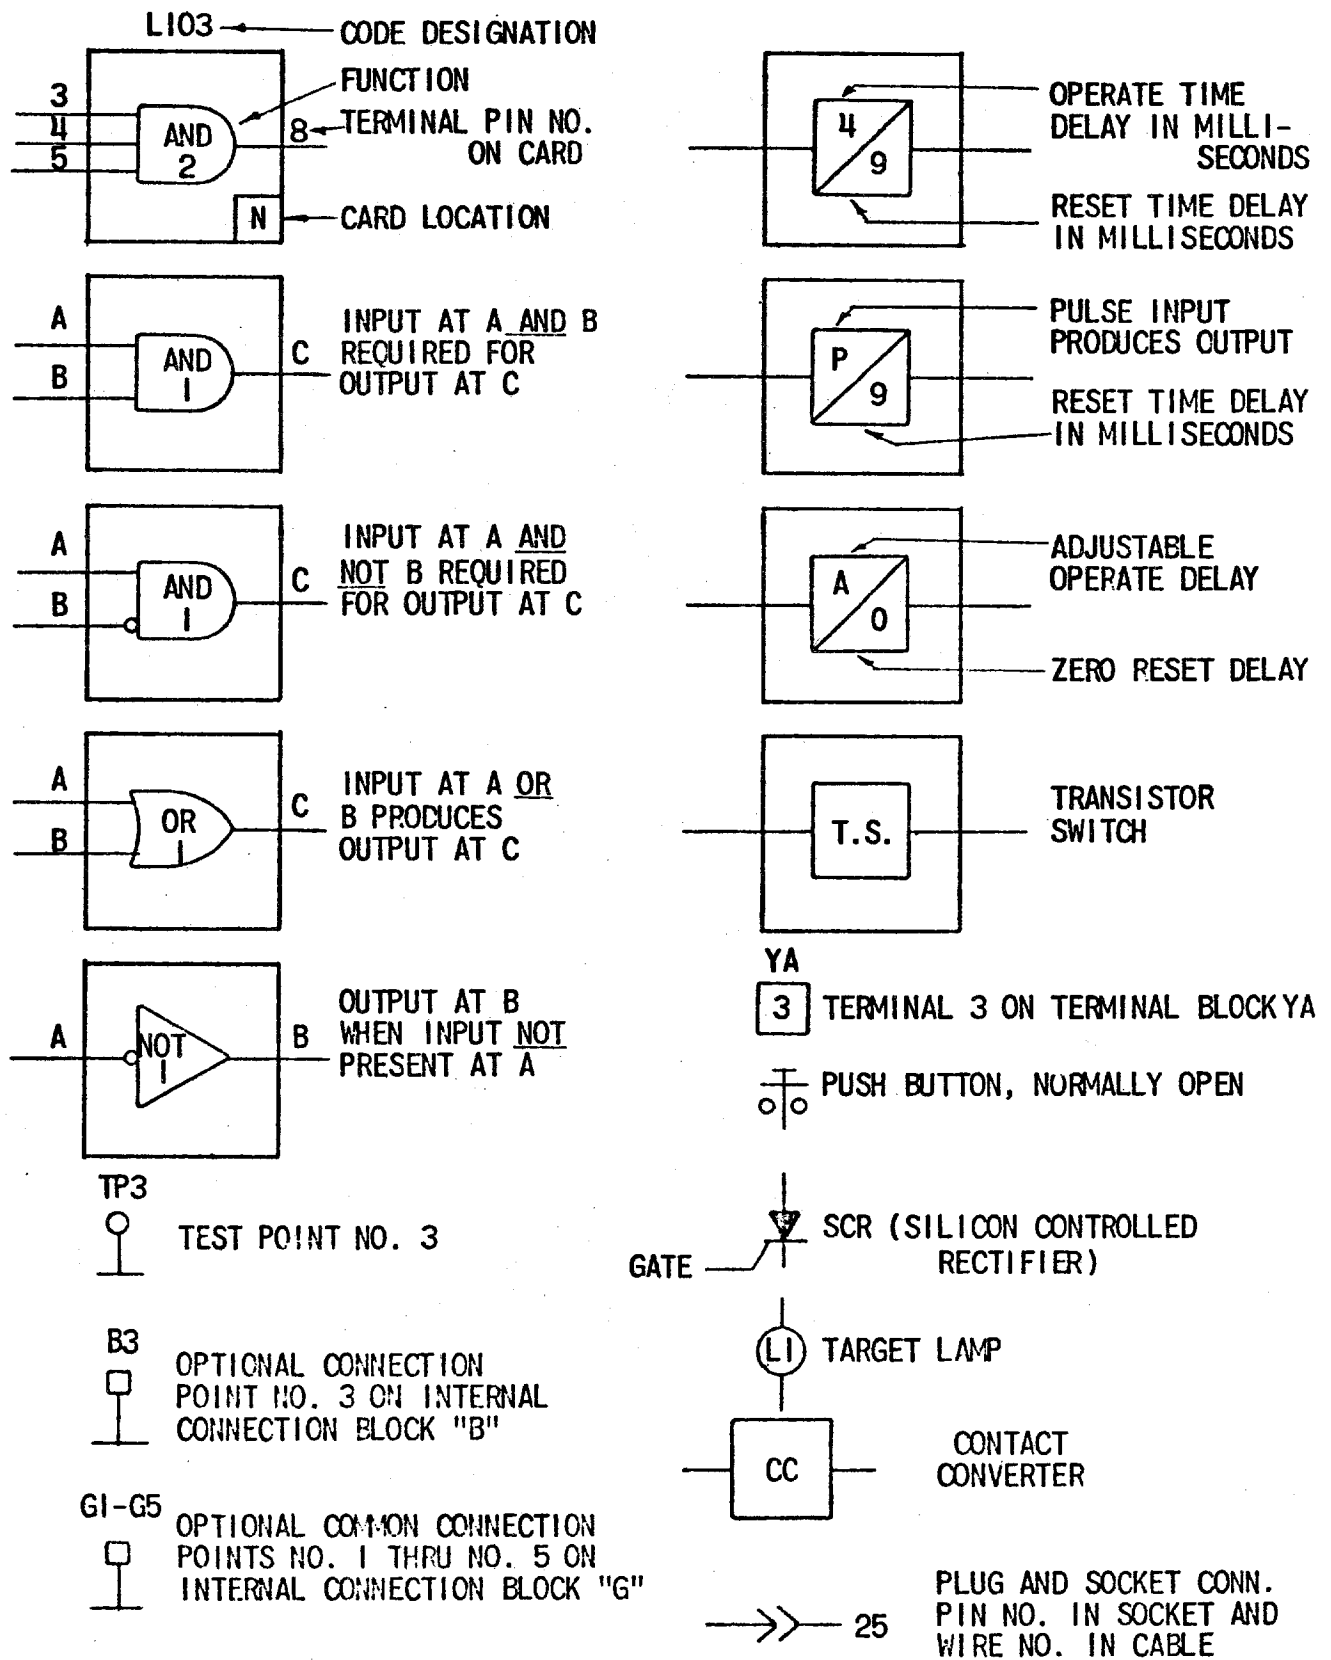 L103
CODE DESIGNATION
FUNCTION
3
4
5
AND
2
8
TERMINAL PIN NO.
ON CARD
N
CARD LOCATION
A
B
AND
1
C
INPUT AT A AND B
REQUIRED FOR
OUTPUT AT C
A
B
AND
1
C
INPUT AT A AND
NOT B REQUIRED
FOR OUTPUT AT C
A
B
OR
1
C
INPUT AT A OR
B PRODUCES
OUTPUT AT C
A
NOT
1
B
OUTPUT AT B
WHEN INPUT NOT
PRESENT AT A
TP3
TEST POINT NO. 3
B3
OPTIONAL CONNECTION
POINT NO. 3 ON INTERNAL
CONNECTION BLOCK "B"
G1-G5
OPTIONAL COMMON CONNECTION
POINTS NO. 1 THRU NO. 5 ON
INTERNAL CONNECTION BLOCK "G"
4
9
OPERATE TIME
DELAY IN MILLI-
SECONDS
RESET TIME DELAY
IN MILLISECONDS
P
9
PULSE INPUT
PRODUCES OUTPUT
RESET TIME DELAY
IN MILLISECONDS
A
0
ADJUSTABLE
OPERATE DELAY
ZERO RESET DELAY
T.S.
TRANSISTOR
SWITCH
YA
3
TERMINAL 3 ON TERMINAL BLOCK YA
PUSH BUTTON, NORMALLY OPEN
GATE
SCR (SILICON CONTROLLED
RECTIFIER)
L1
TARGET LAMP
CC
CONTACT
CONVERTER
25
PLUG AND SOCKET CONN.
PIN NO. IN SOCKET AND
WIRE NO. IN CABLE